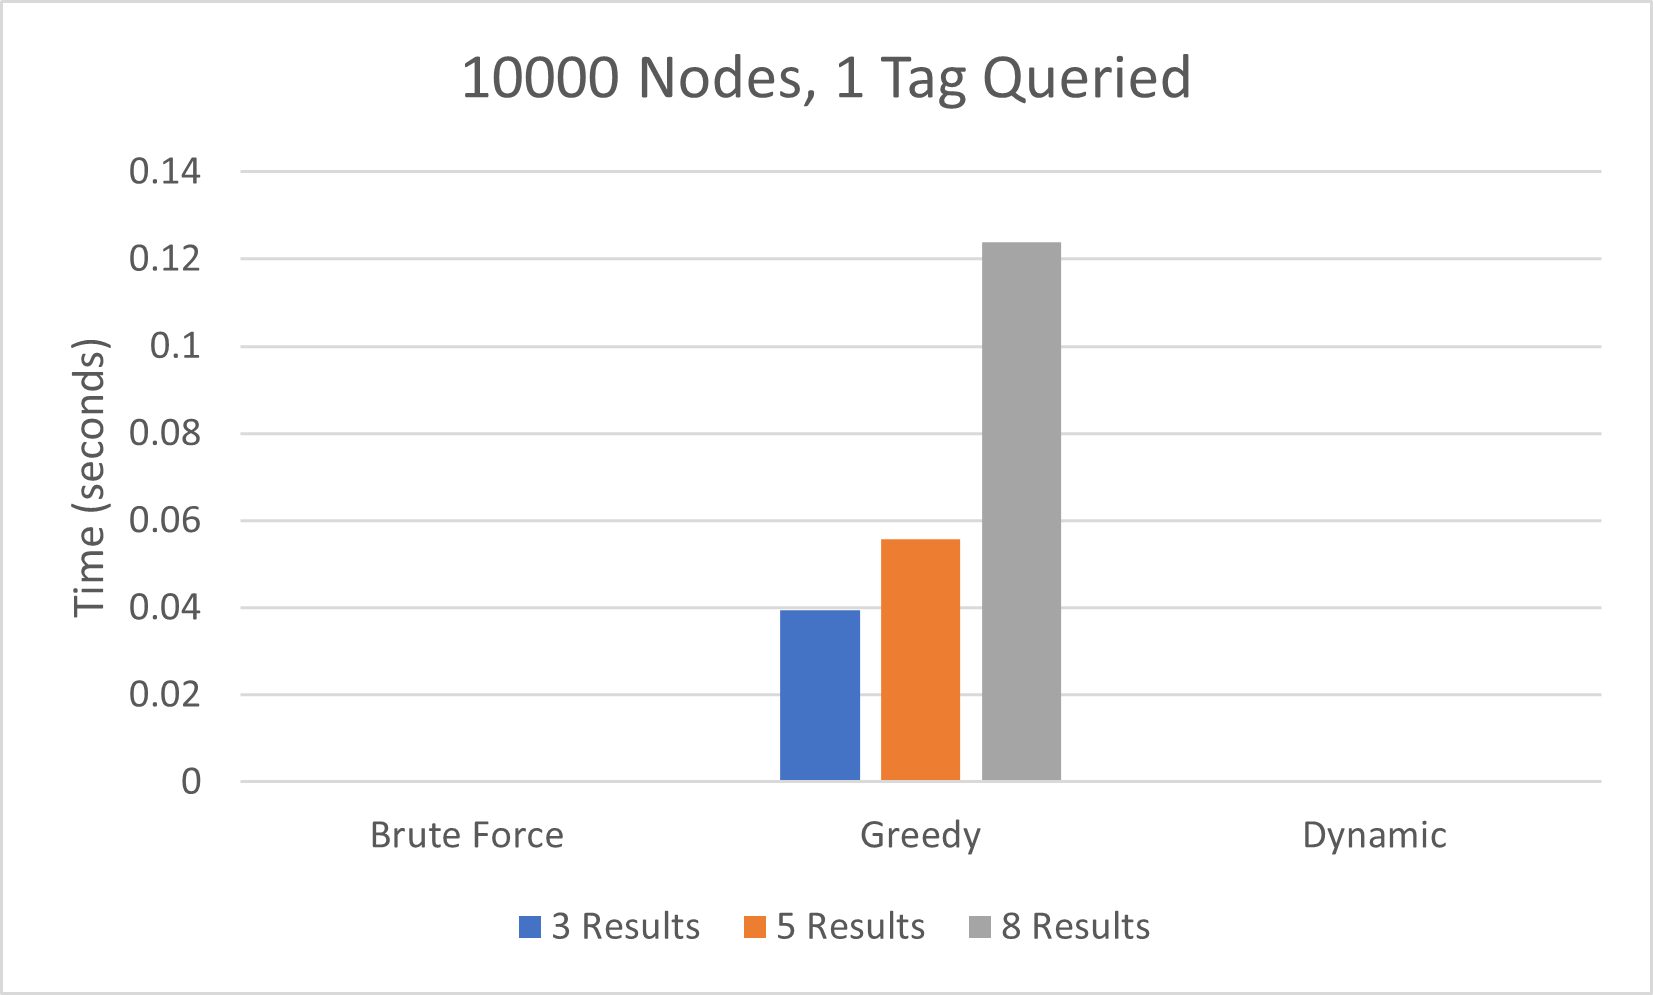 10000 Nodes, 1 Tag Queried
0.14
0.12
0.1
0.08
0.06
0.04
0.02
0
Time (seconds)
Brute Force Greedy Dynamic
3 Results 5 Results 8 Results